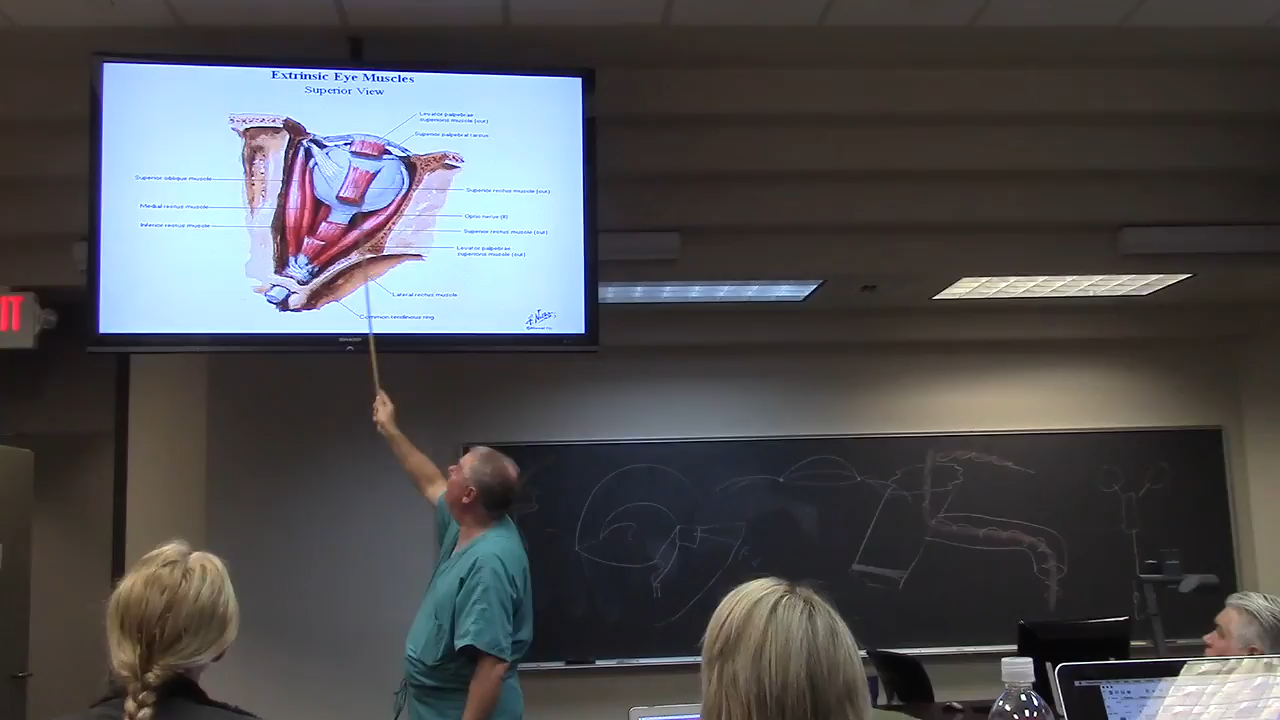 Extrinsic Eye Muscles
Superior View
Levator palpebrae
superioris muscle (cut)
Superior palpebral tarsus
Superior oblique muscle
Superior rectus muscle (cut)
Medial rectus muscle
Optic nerve (II)
Inferior rectus muscle
Superior rectus muscle (cut)
Levator palpebrae
superioris muscle (cut)
Lateral rectus muscle
Common tendinous ring
SHARP
IT